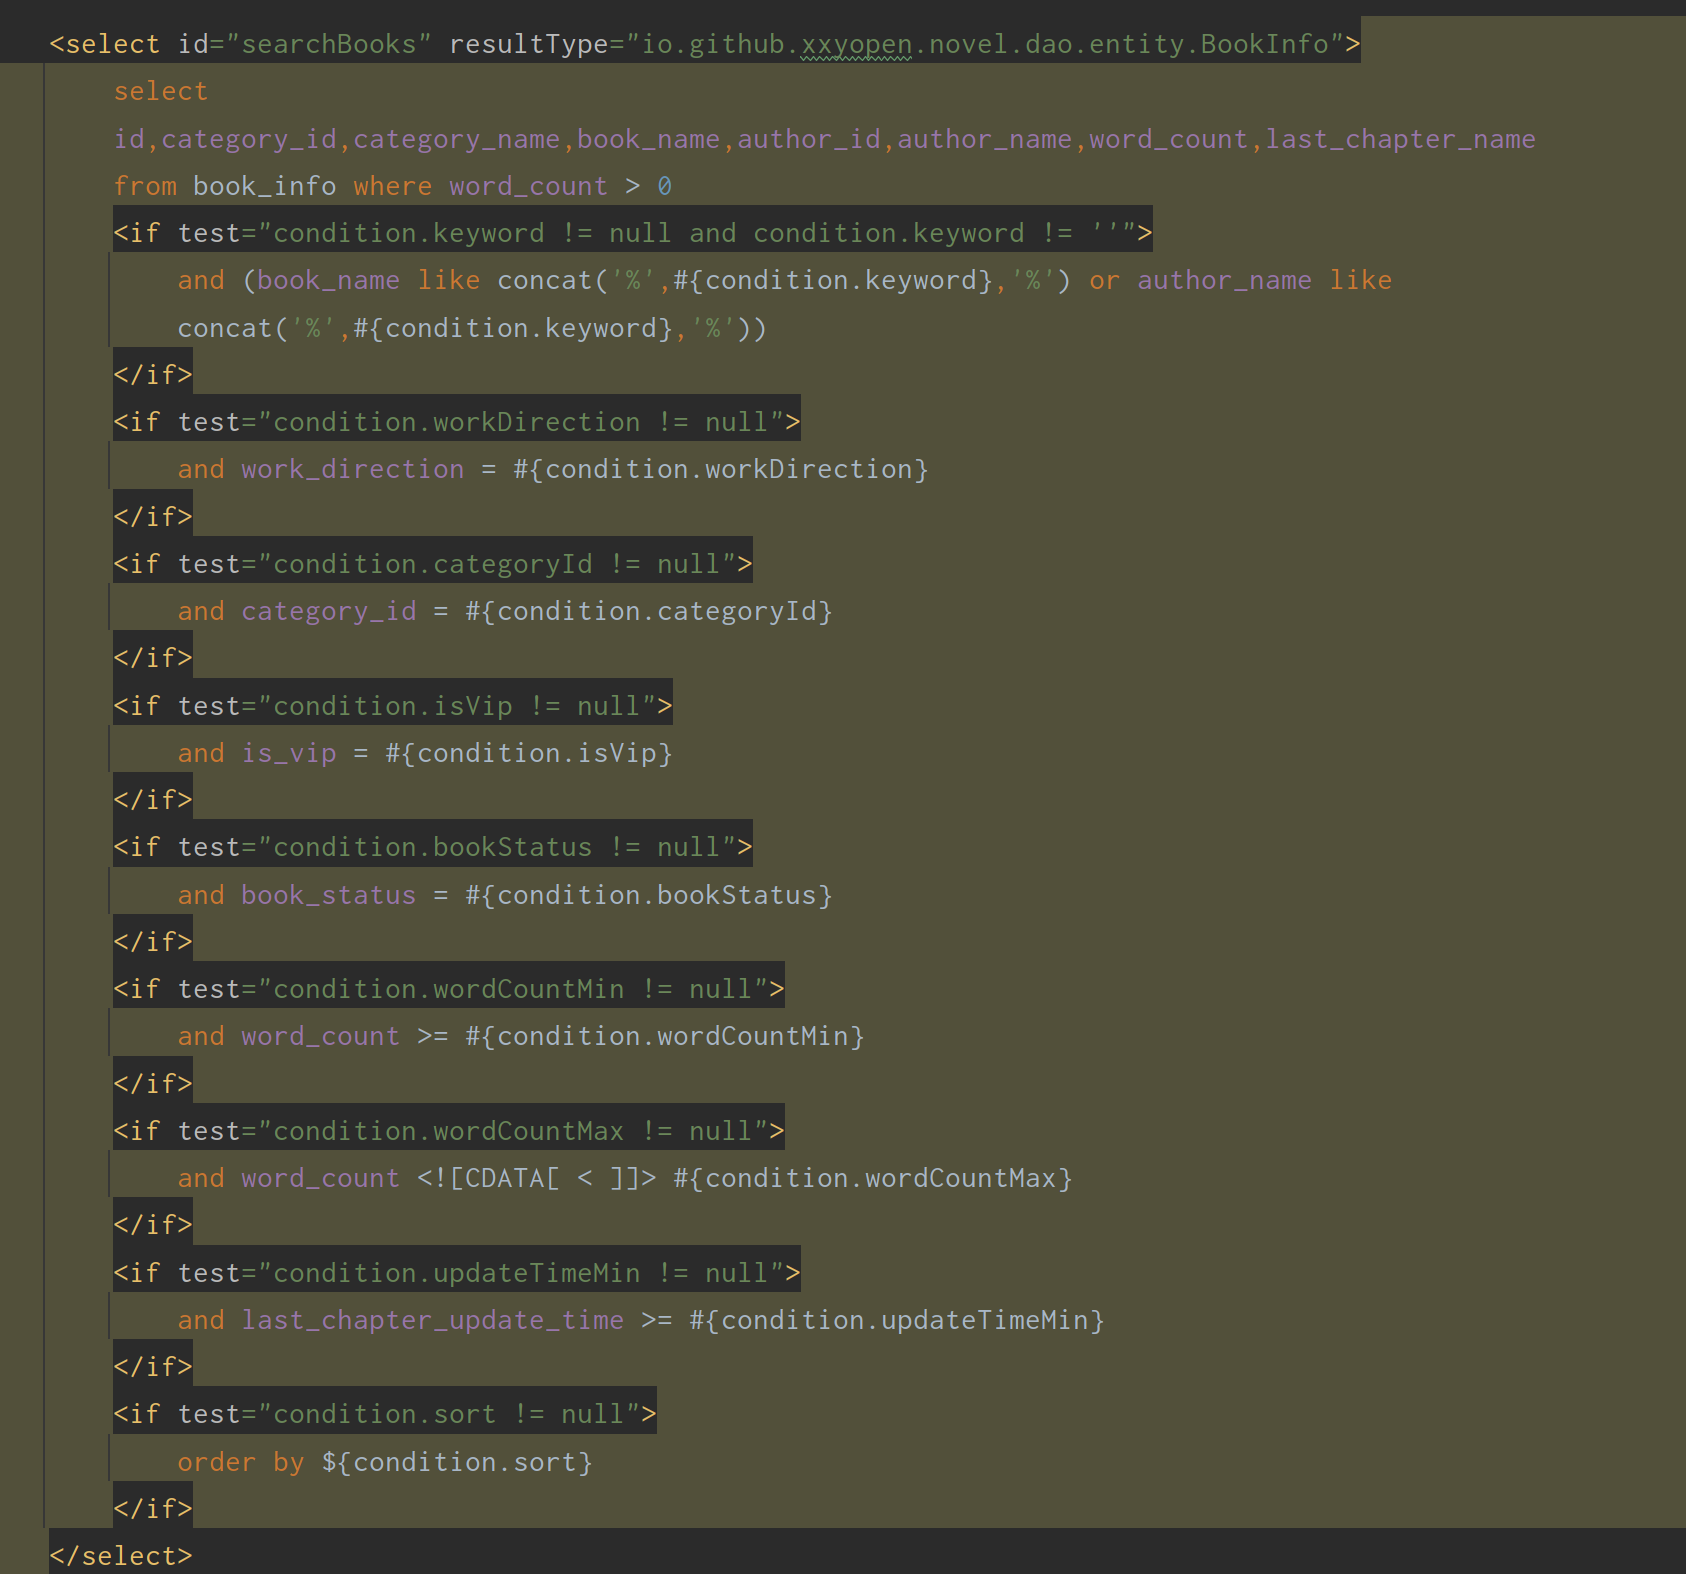 <select id="searchBooks" resultType="io.github.xxyopen.novel.dao.entity.BookInfo">
select
id,category_id,category_name,book_name,author_id,author_name,word_count,last_chapter_name
from book_info where word_count > 0
<if test="condition.keyword != null and condition.keyword != ''">
and (book_name like concat('%',#{condition.keyword},'%') or author_name like
concat('%',#{condition.keyword},'%'))
</if>
<if test="condition.workDirection != null">
and work_direction = #{condition.workDirection}
</if>
<if test="condition.categoryId != null">
and category_id = #{condition.categoryId}
</if>
<if test="condition.isVip != null">
and is_vip = #{condition.isVip}
</if>
<if test="condition.bookStatus != null">
and book_status = #{condition.bookStatus}
</if>
<if test="condition.wordCountMin != null">
and word_count >= #{condition.wordCountMin}
</if>
<if test="condition.wordCountMax != null">
and word_count <![CDATA[ < ]]> #{condition.wordCountMax}
</if>
<if test="condition.updateTimeMin != null">
and last_chapter_update_time >= #{condition.updateTimeMin}
</if>
<if test="condition.sort != null">
order by ${condition.sort}
</if>
</select>